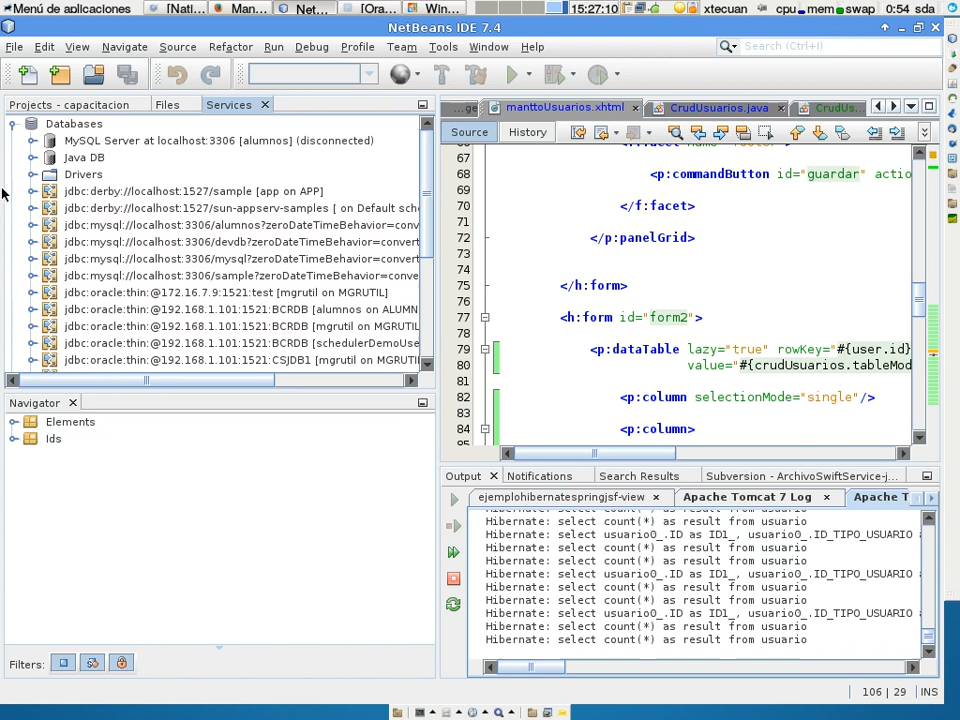 Menú de aplicaciones [Natl Man... Net... [Ora... Win... 15:27:10 xtecuan cpu mem swap 0:54 sda
NetBeans IDE 7.4
File Edit View Navigate Source Refactor Run Debug Profile Team Tools Window Help Search (Ctrl+I)
Projects - capacitacion Files Services
...ge manttoUsuarios.xhtml CrudUsuarios.java CrudUs...
Source History
Databases
MySQL Server at localhost:3306 [alumnos] (disconnected)
Java DB
Drivers
jdbc:derby://localhost:1527/sample [app on APP]
jdbc:derby://localhost:1527/sun-appserv-samples [ on Default sche
jdbc:mysql://localhost:3306/alumnos?zeroDateTimeBehavior=conv
jdbc:mysql://localhost:3306/devdb?zeroDateTimeBehavior=convert
jdbc:mysql://localhost:3306/mysql?zeroDateTimeBehavior=convert
jdbc:mysql://localhost:3306/sample?zeroDateTimeBehavior=conve
jdbc:oracle:thin:@172.16.7.9:1521:test [mgrutil on MGRUTIL]
jdbc:oracle:thin:@192.168.1.101:1521:BCRDB [alumnos on ALUMN
jdbc:oracle:thin:@192.168.1.101:1521:BCRDB [mgrutil on MGRUTIL
jdbc:oracle:thin:@192.168.1.101:1521:BCRDB [schedulerDemoUse
jdbc:oracle:thin:@192.168.1.101:1521:CSJDB1 [mgrutil on MGRUTI
67
68 <p:commandButton id="guardar" actio
69
70 </f:facet>
71
72 </p:panelGrid>
73
74
75 </h:form>
76
77 <h:form id="form2">
78
79 <p:dataTable lazy="true" rowKey="#{user.id}
80 value="#{crudUsuarios.tableMod
81
82 <p:column selectionMode="single"/>
83
84 <p:column>
Navigator
Elements
Ids
Filters:
Output Notifications Search Results Subversion - ArchivoSwiftService-j...
ejemplohibernatespringjsf-view Apache Tomcat 7 Log Apache T
Hibernate: select count(*) as result from usuario
Hibernate: select usuario0_.ID as ID1_, usuario0_.ID_TIPO_USUARIO
Hibernate: select count(*) as result from usuario
Hibernate: select count(*) as result from usuario
Hibernate: select usuario0_.ID as ID1_, usuario0_.ID_TIPO_USUARIO
Hibernate: select count(*) as result from usuario
Hibernate: select count(*) as result from usuario
Hibernate: select usuario0_.ID as ID1_, usuario0_.ID_TIPO_USUARIO
Hibernate: select count(*) as result from usuario
Hibernate: select count(*) as result from usuario
106 | 29 INS